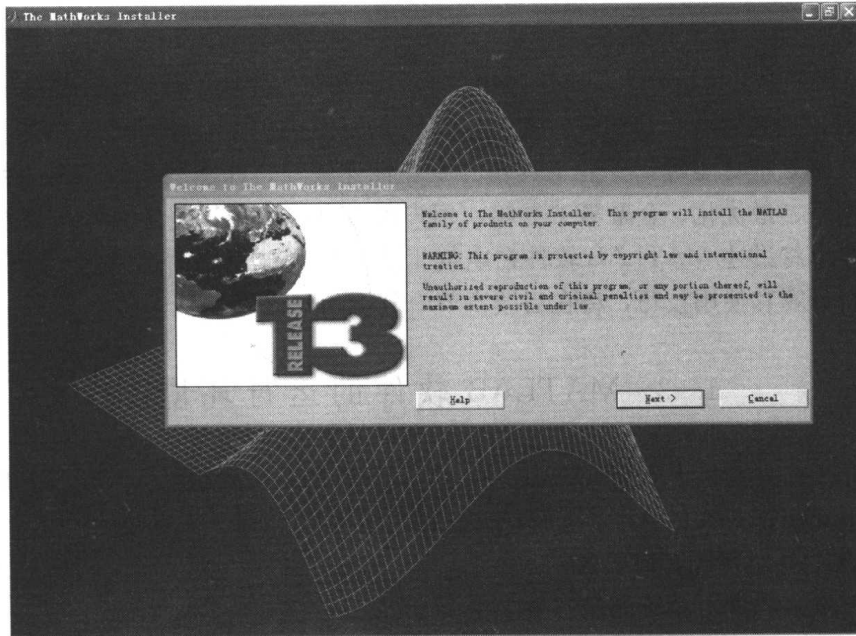 The MathWorks Installer
Welcome to The MathWorks Installer
Welcome to The MathWorks Installer. This program will install the MATLAB
family of products on your computer.
WARNING: This program is protected by copyright law and international
treaties.
Unauthorized reproduction of this program, or any portion thereof, will
result in severe civil and criminal penalties and may be prosecuted to the
maximum extent possible under law.
RELEASE
13
Help
Next >
Cancel